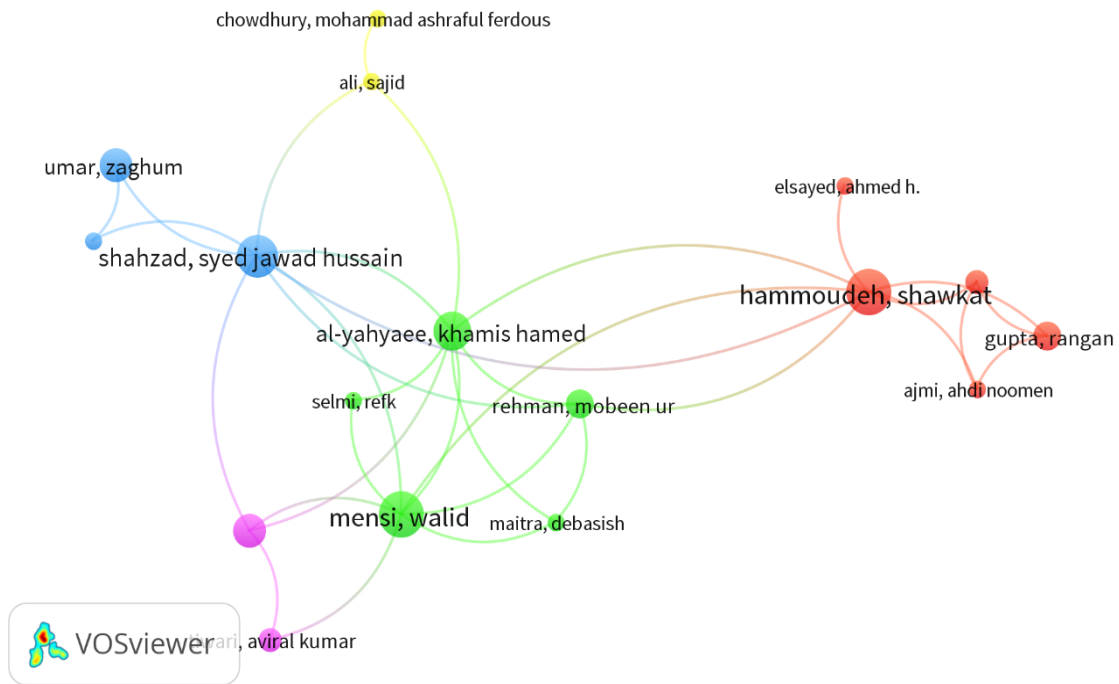 chowdhury, mohammad ashraful ferdous
ali, sajid
umar, zaghum
elsayed, ahmed h.
shahzad, syed jawad hussain
hammoudeh, shawkat
al-yahyaee, khamis hamed
gupta, rangan
ajmi, ahdi noomen
selmi, refk
rehman, mobeen ur
mensi, walid
maitra, debasish
aviral kumar
VOSviewer